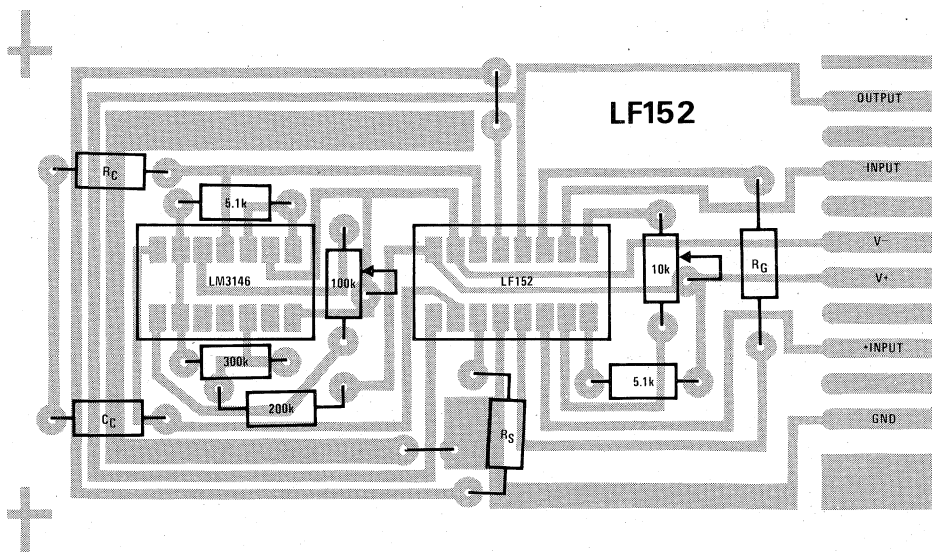 LF152
OUTPUT
-INPUT
V-
V+
+INPUT
GND
RC
5.1k
LM3146
100k
LF152
10k
RG
300k
200k
5.1k
CC
RS